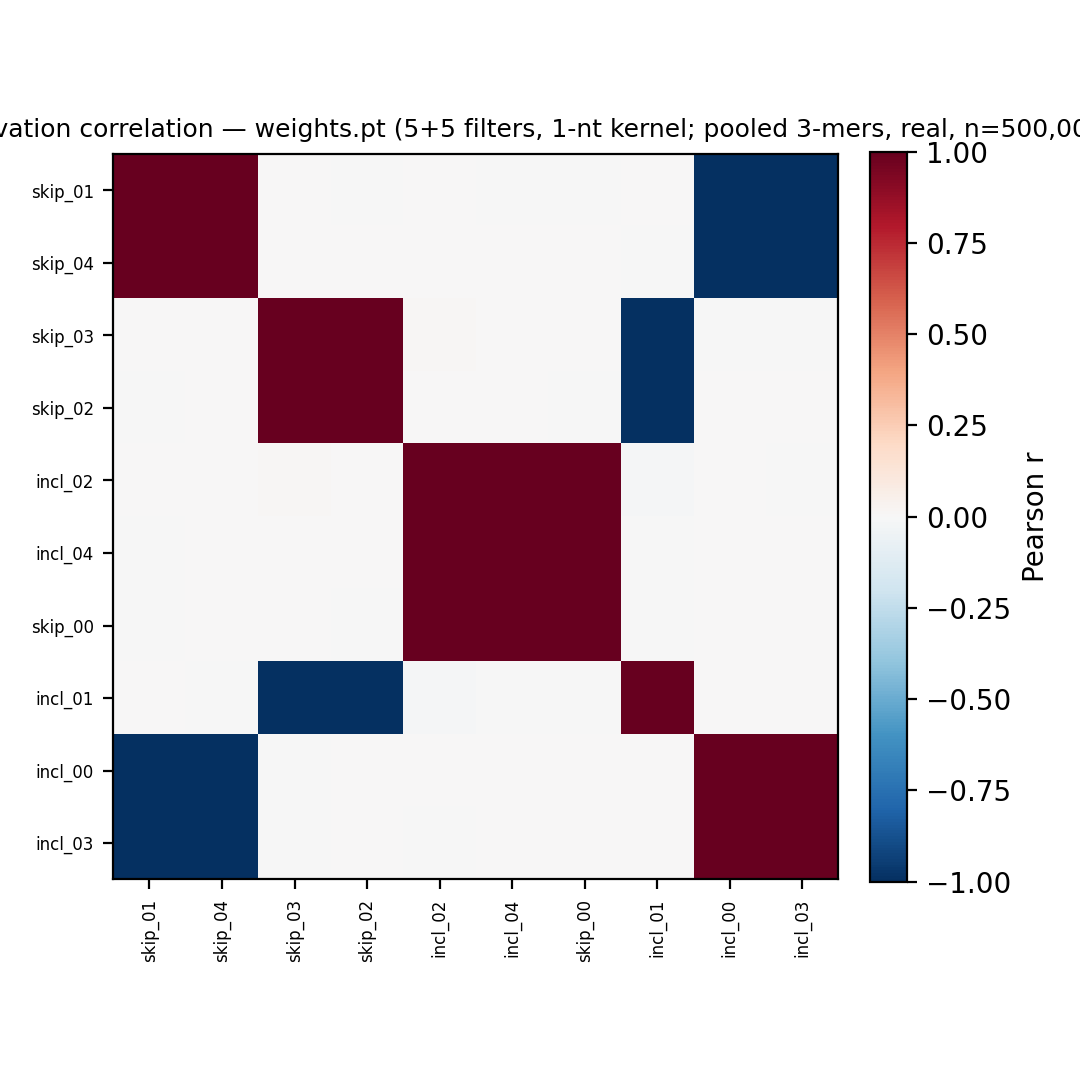 vation correlation — weights.pt (5+5 filters, 1-nt kernel; pooled 3-mers, real, n=500,00
skip_01
skip_04
skip_03
skip_02
incl_02
incl_04
skip_00
incl_01
incl_00
incl_03
skip_01
skip_04
skip_03
skip_02
incl_02
incl_04
skip_00
incl_01
incl_00
incl_03
1.00
0.75
0.50
0.25
0.00
−0.25
−0.50
−0.75
−1.00
Pearson r